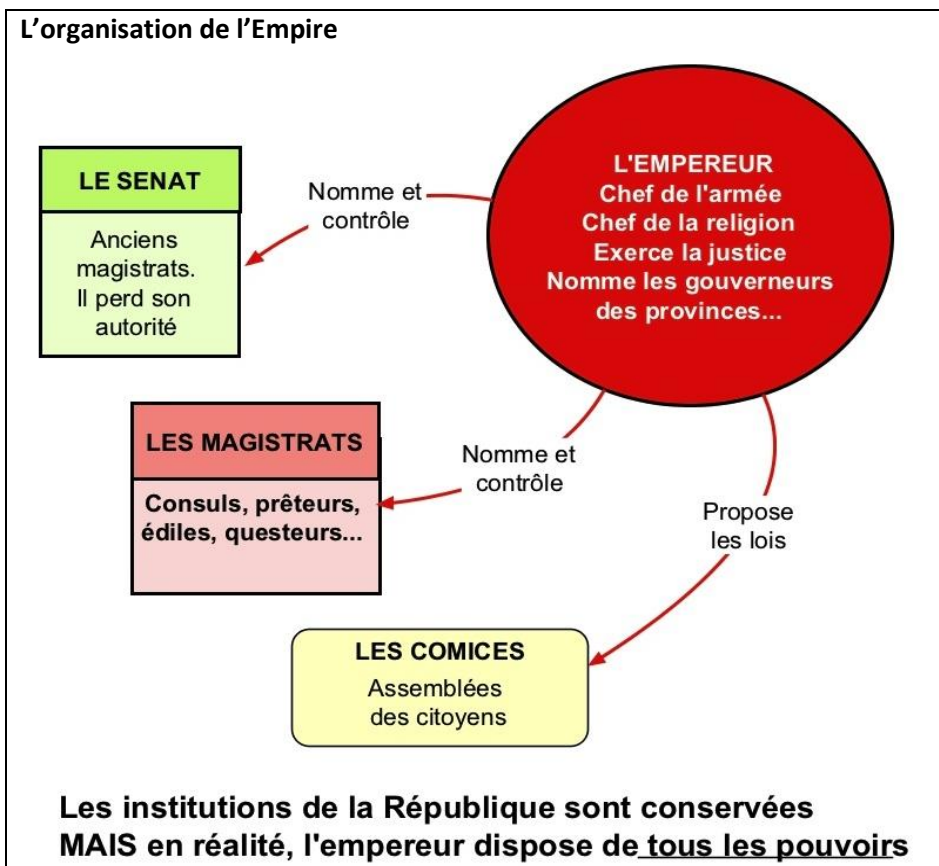 L’organisation de l’Empire
L'EMPEREUR
Chef de l'armée
Chef de la religion
Exerce la justice
Nomme les gouverneurs
des provinces...
Nomme et
contrôle
LE SENAT
Anciens
magistrats.
Il perd son
autorité
Nomme et
contrôle
LES MAGISTRATS
Consuls, prêteurs,
édiles, questeurs...
Propose
les lois
LES COMICES
Assemblées
des citoyens
Les institutions de la République sont conservées
MAIS en réalité, l'empereur dispose de tous les pouvoirs